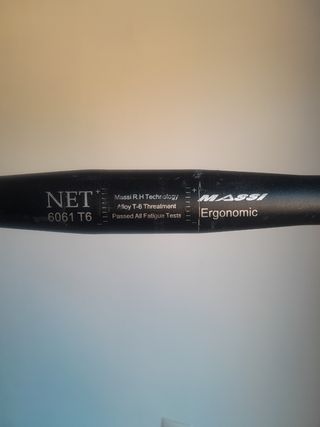 NET
6061 T6
Massi R.H Technology
Alloy T-6 Threatment
Passed All Fatigue Tests
MASSI
Ergonomic